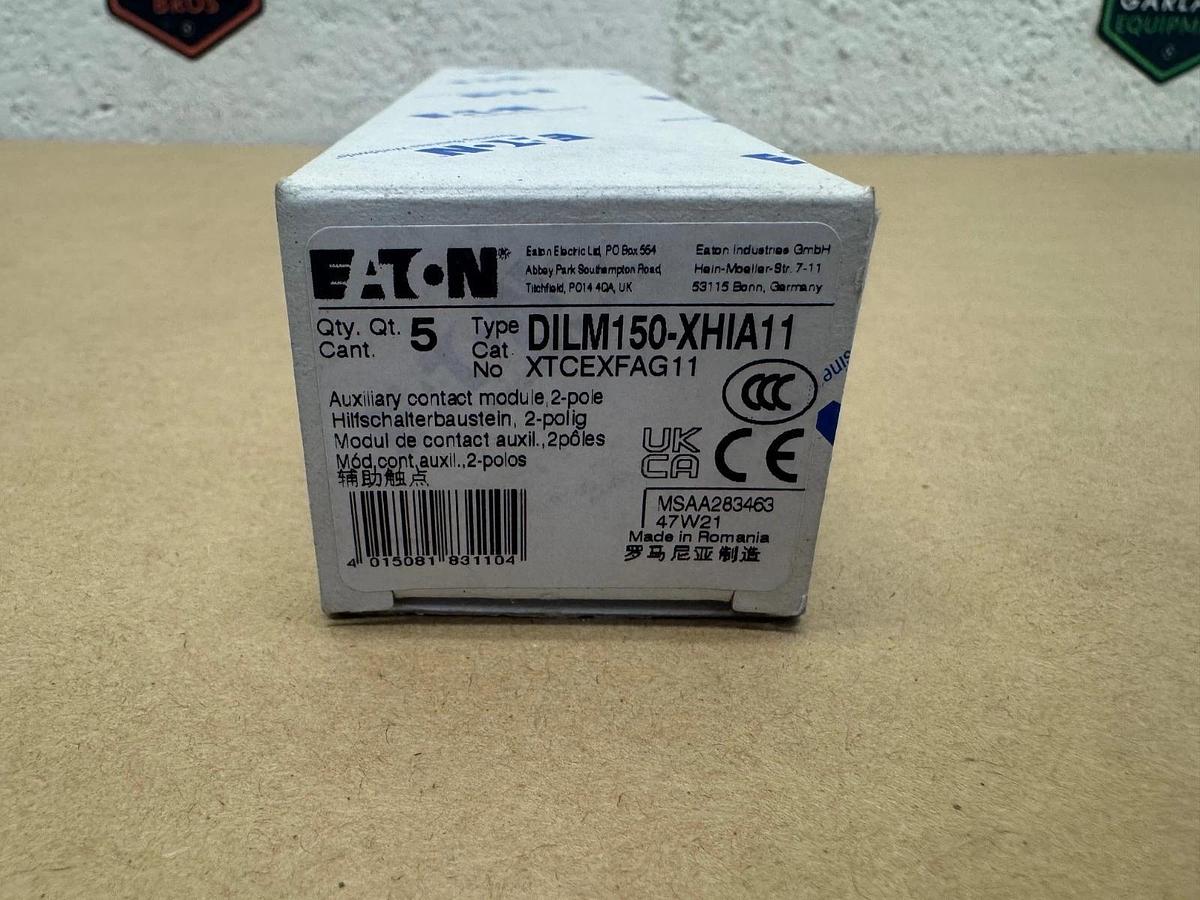 BROS
GARLA
EQUIPM
EATON
EATON
Eaton Electric Ltd, PO Box 554
Abbey Park Southampton Road,
Titchfield, PO14 4QA, UK
Eaton Industries GmbH
Hein-Moeller-Str. 7-11
53115 Bonn, Germany
Qty. Qt. 5
Cant.
Type DILM150-XHIA11
Cat. XTCEXFAG11
No
CCC
Auxiliary contact module, 2-pole
Hilfschalterbaustein, 2-polig
Modul de contact auxil., 2pôles
Mód, cont, auxil., 2-polos
辅助触点
UK
CA
CE
MSAA283463
47W21
Made in Romania
罗马尼亚制造
4 015081 831104